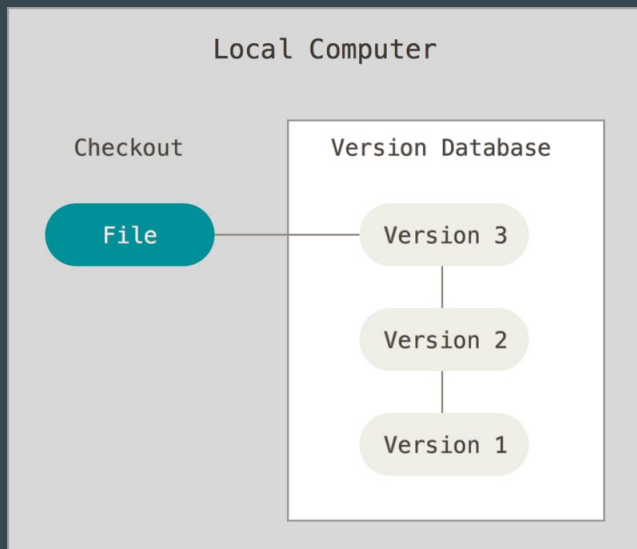 Local Computer
Checkout
Version Database
File
Version 3
Version 2
Version 1